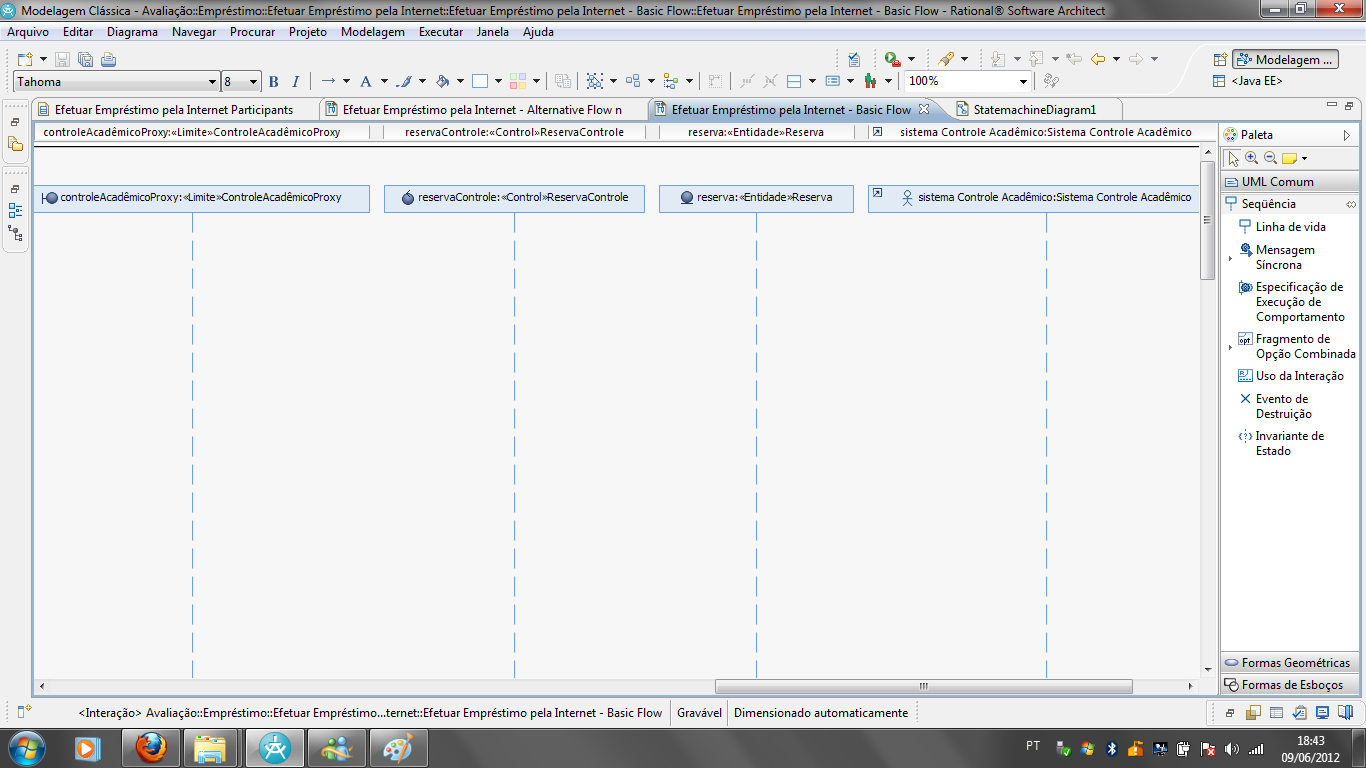 Modelagem Clássica - Avaliação::Empréstimo::Efetuar Empréstimo pela Internet::Efetuar Empréstimo pela Internet - Basic Flow::Efetuar Empréstimo pela Internet - Basic Flow - Rational® Software Architect
Arquivo Editar Diagrama Navegar Procurar Projeto Modelagem Executar Janela Ajuda
Modelagem ...
Tahoma 8 B I A 100% <Java EE>
Efetuar Empréstimo pela Internet Participants Efetuar Empréstimo pela Internet - Alternative Flow n Efetuar Empréstimo pela Internet - Basic Flow StatemachineDiagram1
controleAcadêmicoProxy:«Limite»ControleAcadêmicoProxy reservaControle:«Control»ReservaControle reserva:«Entidade»Reserva sistema Controle Acadêmico:Sistema Controle Acadêmico
controleAcadêmicoProxy:«Limite»ControleAcadêmicoProxy reservaControle:«Control»ReservaControle reserva:«Entidade»Reserva sistema Controle Acadêmico:Sistema Controle Acadêmico
Paleta
UML Comum
Seqüência
Linha de vida
Mensagem
Síncrona
Especificação de
Execução de
Comportamento
opt Fragmento de
Opção Combinada
Uso da Interação
Evento de
Destruição
Invariante de
Estado
Formas Geométricas
Formas de Esboços
<Interação> Avaliação::Empréstimo::Efetuar Empréstimo...ternet::Efetuar Empréstimo pela Internet - Basic Flow Gravável Dimensionado automaticamente
PT
18:43
09/06/2012